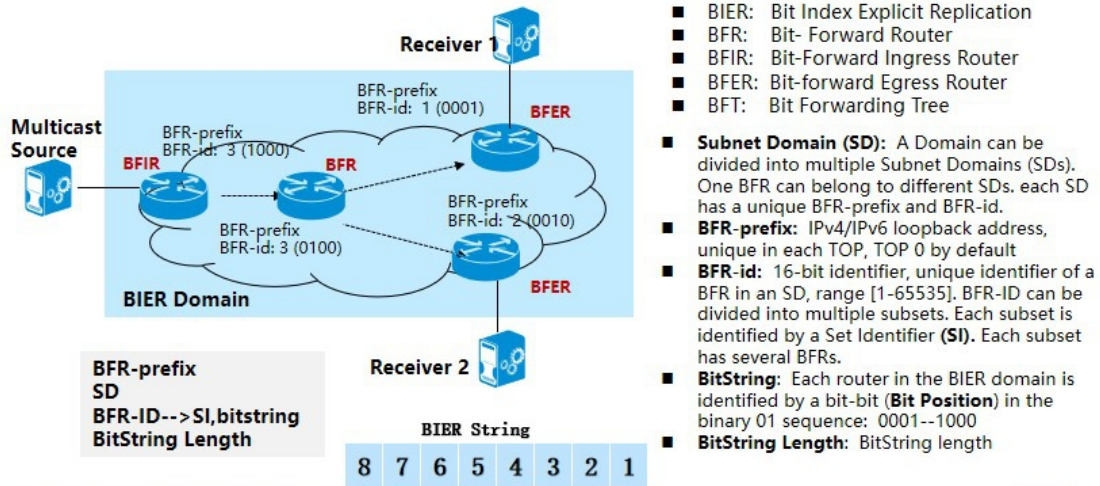 Receiver 1
BFR-prefix
BFR-id: 1 (0001)
BFER
Multicast
Source
BFR-prefix
BFR-id: 3 (1000)
BFIR
BFR
BFR-prefix
BFR-id: 2 (0010)
BFR-prefix
BFR-id: 3 (0100)
BFER
BIER Domain
Receiver 2
BFR-prefix
SD
BFR-ID-->SI,bitstring
BitString Length
BIER String
8 7 6 5 4 3 2 1
■ BIER: Bit Index Explicit Replication
■ BFR: Bit- Forward Router
■ BFIR: Bit-Forward Ingress Router
■ BFER: Bit-forward Egress Router
■ BFT: Bit Forwarding Tree
■ Subnet Domain (SD): A Domain can be
divided into multiple Subnet Domains (SDs).
One BFR can belong to different SDs. each SD
has a unique BFR-prefix and BFR-id.
■ BFR-prefix: IPv4/IPv6 loopback address,
unique in each TOP, TOP 0 by default
■ BFR-id: 16-bit identifier, unique identifier of a
BFR in an SD, range [1-65535]. BFR-ID can be
divided into multiple subsets. Each subset is
identified by a Set Identifier (SI). Each subset
has several BFRs.
■ BitString: Each router in the BIER domain is
identified by a bit-bit (Bit Position) in the
binary 01 sequence: 0001--1000
■ BitString Length: BitString length